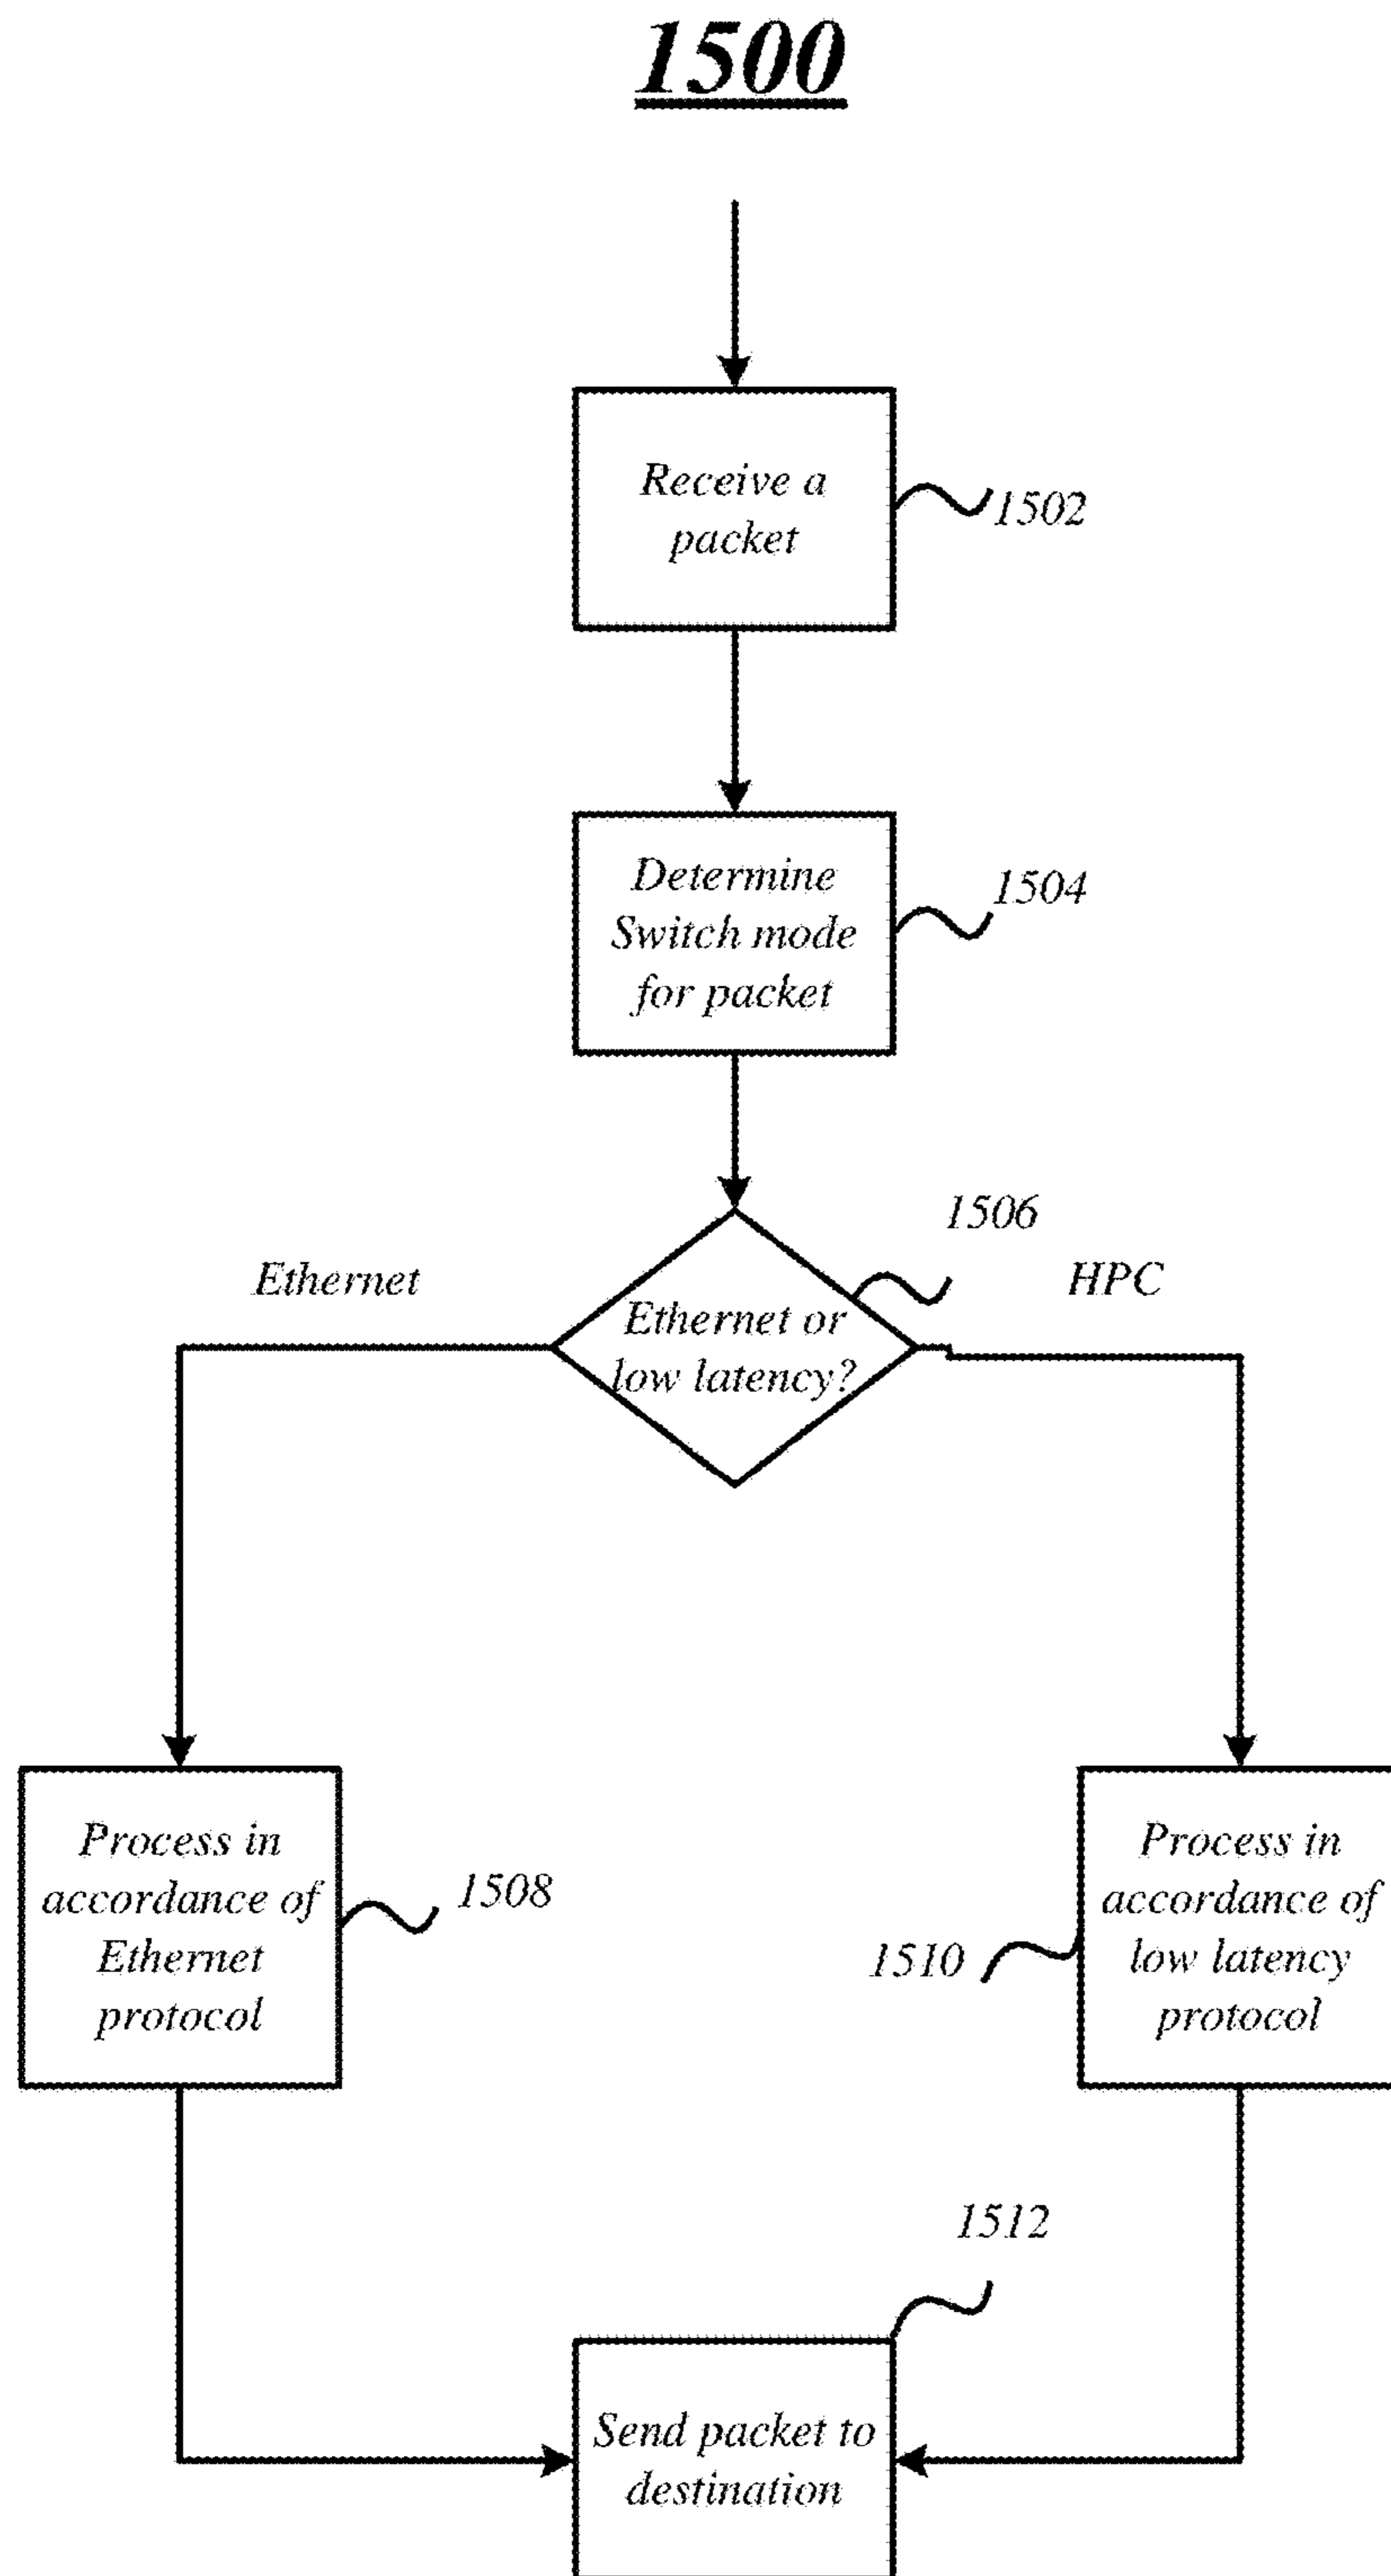 1500
Receive a
packet
1502
Determine
Switch mode
for packet
1504
1506
Ethernet
HPC
Ethernet or
low latency?
Process in
accordance of
Ethernet
protocol
1508
Process in
accordance of
low latency
protocol
1510
1512
Send packet to
destination